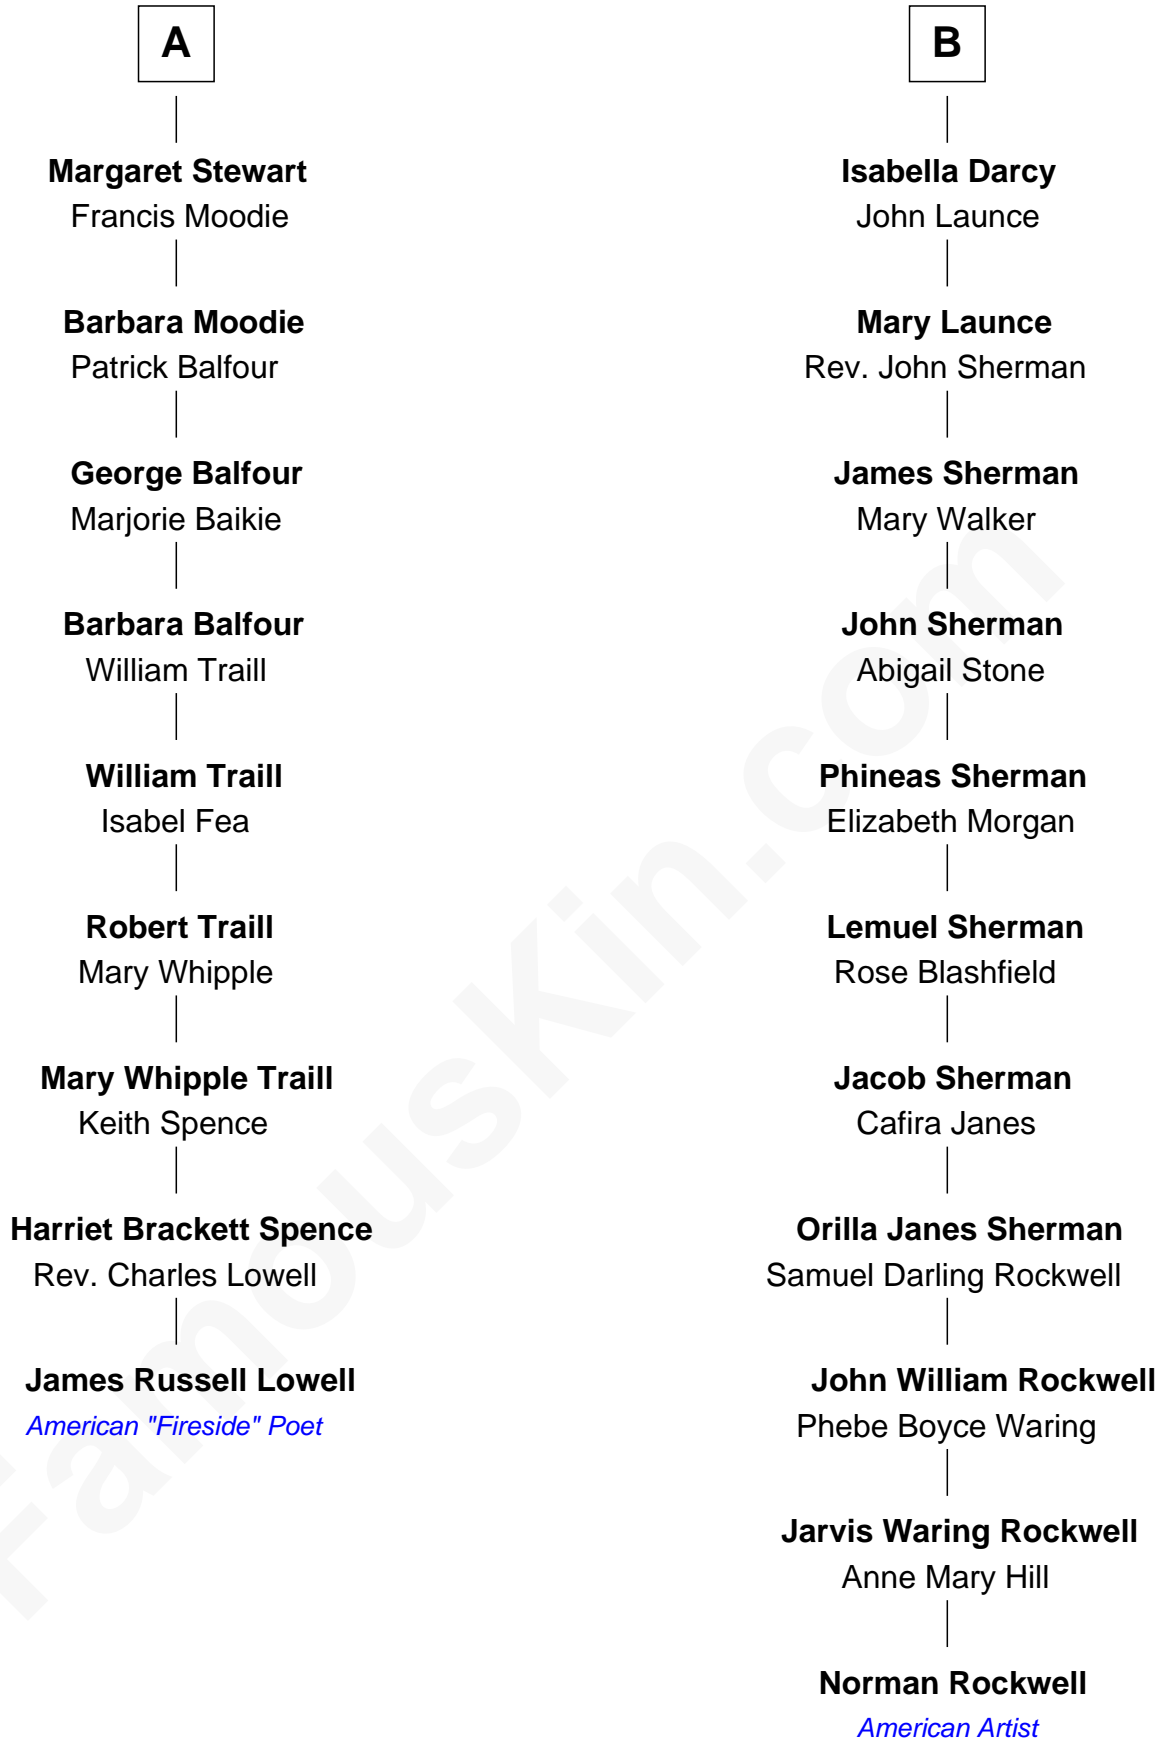 A
Margaret Stewart
Francis Moodie
Barbara Moodie
Patrick Balfour
George Balfour
Marjorie Baikie
Barbara Balfour
William Traill
William Traill
Isabel Fea
Robert Traill
Mary Whipple
Mary Whipple Traill
Keith Spence
Harriet Brackett Spence
Rev. Charles Lowell
James Russell Lowell
American "Fireside" Poet
B
Isabella Darcy
John Launce
Mary Launce
Rev. John Sherman
James Sherman
Mary Walker
John Sherman
Abigail Stone
Phineas Sherman
Elizabeth Morgan
Lemuel Sherman
Rose Blashfield
Jacob Sherman
Cafira Janes
Orilla Janes Sherman
Samuel Darling Rockwell
John William Rockwell
Phebe Boyce Waring
Jarvis Waring Rockwell
Anne Mary Hill
Norman Rockwell
American Artist
FamousKin.com